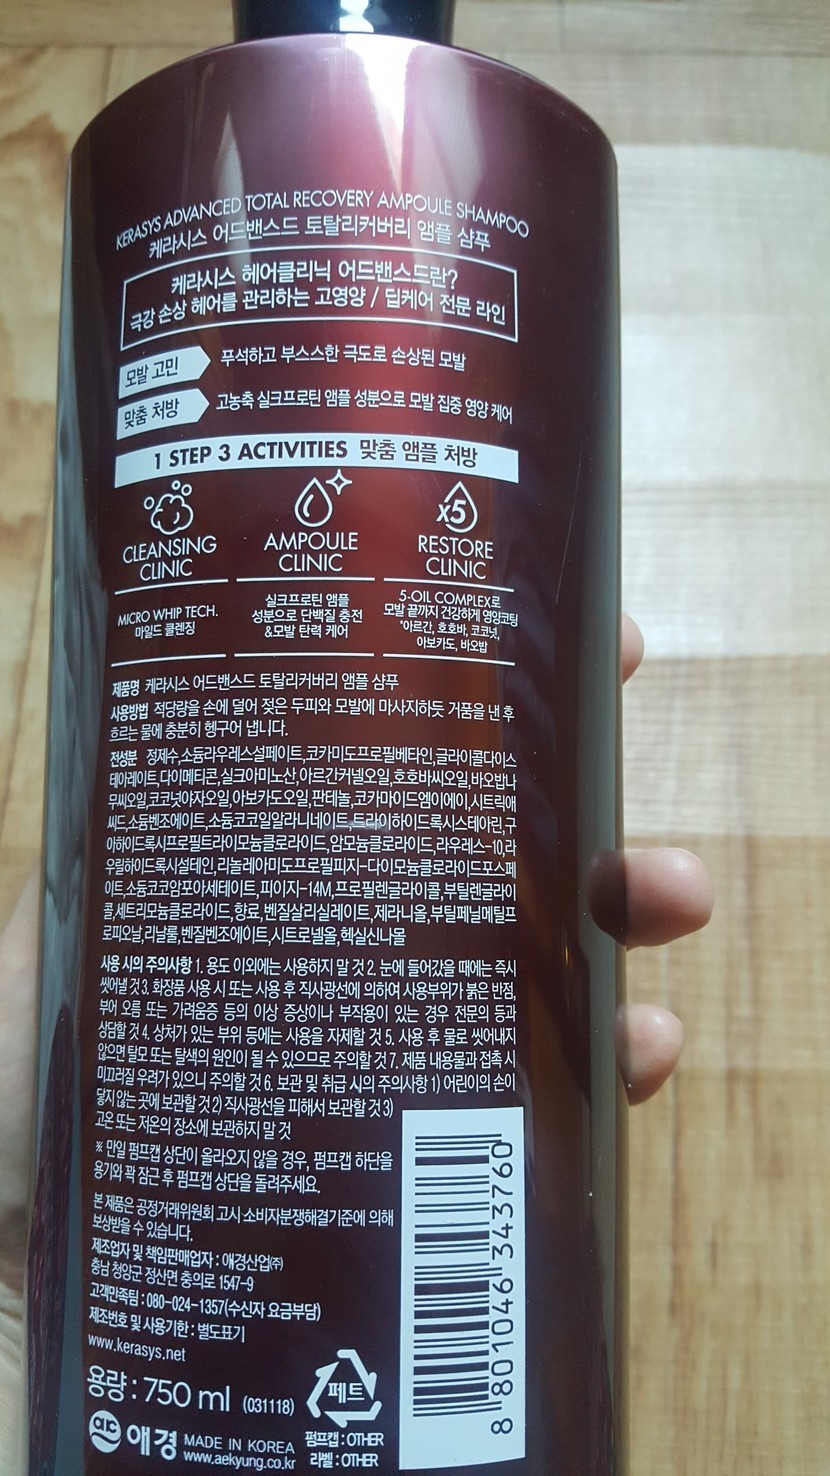 KERASYS ADVANCED TOTAL RECOVERY AMPOULE SHAMPOO
케라시스 어드밴스드 토탈리커버리 앰플 샴푸
케라시스 헤어클리닉 어드밴스드란?
극강 손상 헤어를 관리하는 고영양 / 딥케어 전문 라인
모발 고민 푸석하고 부스스한 극도로 손상된 모발
맞춤 처방 고농축 실크프로틴 앰플 성분으로 모발 집중 영양 케어
1 STEP 3 ACTIVITIES 맞춤 앰플 처방
CLEANSING
CLINIC
MICRO WHIP TECH.
마일드 클렌징
AMPOULE
CLINIC
실크프로틴 앰플
성분으로 단백질 충전
&모발 탄력 케어
x5
RESTORE
CLINIC
5-OIL COMPLEX로
모발 끝까지 건강하게 영양코팅
*아르간, 호호바, 코코넛,
아보카도, 바오밥
제품명 케라시스 어드밴스드 토탈리커버리 앰플 샴푸
사용방법 적당량을 손에 덜어 젖은 두피와 모발에 마사지하듯 거품을 낸 후
흐르는 물에 충분히 헹구어 냅니다.
전성분 정제수,소듐라우레스설페이트,코카미도프로필베타인,글라이콜다이스
테아레이트,다이메티콘,실크아미노산,아르간커넬오일,호호바씨오일,바오밥나
무씨오일,코코넛야자오일,아보카도오일,판테놀,코카마이드엠이에이,시트릭애
씨드,소듐벤조에이트,소듐코코일알라니네이트,트라이하이드록시스테아린,구
아하이드록시프로필트라이모늄클로라이드,암모늄클로라이드,라우레스-10,라
우릴하이드록시설테인,리놀레아미도프로필피지-다이모늄클로라이드포스페
이트,소듐코코암포아세테이트,피이지-14M,프로필렌글라이콜,부틸렌글라이
콜,세트리모늄클로라이드,향료,벤질살리실레이트,제라니올,부틸페닐메틸프
로피오날,리날룰,벤질벤조에이트,시트로넬올,헥실신나몰
사용 시의 주의사항 1. 용도 이외에는 사용하지 말 것 2. 눈에 들어갔을 때에는 즉시
씻어낼 것 3. 화장품 사용 시 또는 사용 후 직사광선에 의하여 사용부위가 붉은 반점,
부어 오름 또는 가려움증 등의 이상 증상이나 부작용이 있는 경우 전문의 등과
상담할 것 4. 상처가 있는 부위 등에는 사용을 자제할 것 5. 사용 후 물로 씻어내지
않으면 탈모 또는 탈색의 원인이 될 수 있으므로 주의할 것 7. 제품 내용물과 접촉 시
미끄러질 우려가 있으니 주의할 것 6. 보관 및 취급 시의 주의사항 1) 어린이의 손이
닿지 않는 곳에 보관할 것 2) 직사광선을 피해서 보관할 것 3)
고온 또는 저온의 장소에 보관하지 말 것
※ 만일 펌프캡 상단이 올라오지 않을 경우, 펌프캡 하단을
용기와 꽉 잠근 후 펌프캡 상단을 돌려주세요.
본 제품은 공정거래위원회 고시·소비자분쟁해결기준에 의해
보상받을 수 있습니다.
제조업자 및 책임판매업자 : 애경산업㈜
충남 청양군 정산면 충의로 1547-9
고객만족팀 : 080-024-1357(수신자 요금부담)
제조번호 및 사용기한 : 별도표기
www.kerasys.net
용량 : 750 ml (031118)
애경 MADE IN KOREA
www.aekyung.co.kr
페트
펌프캡 : OTHER
라벨 : OTHER
8 801046 343760